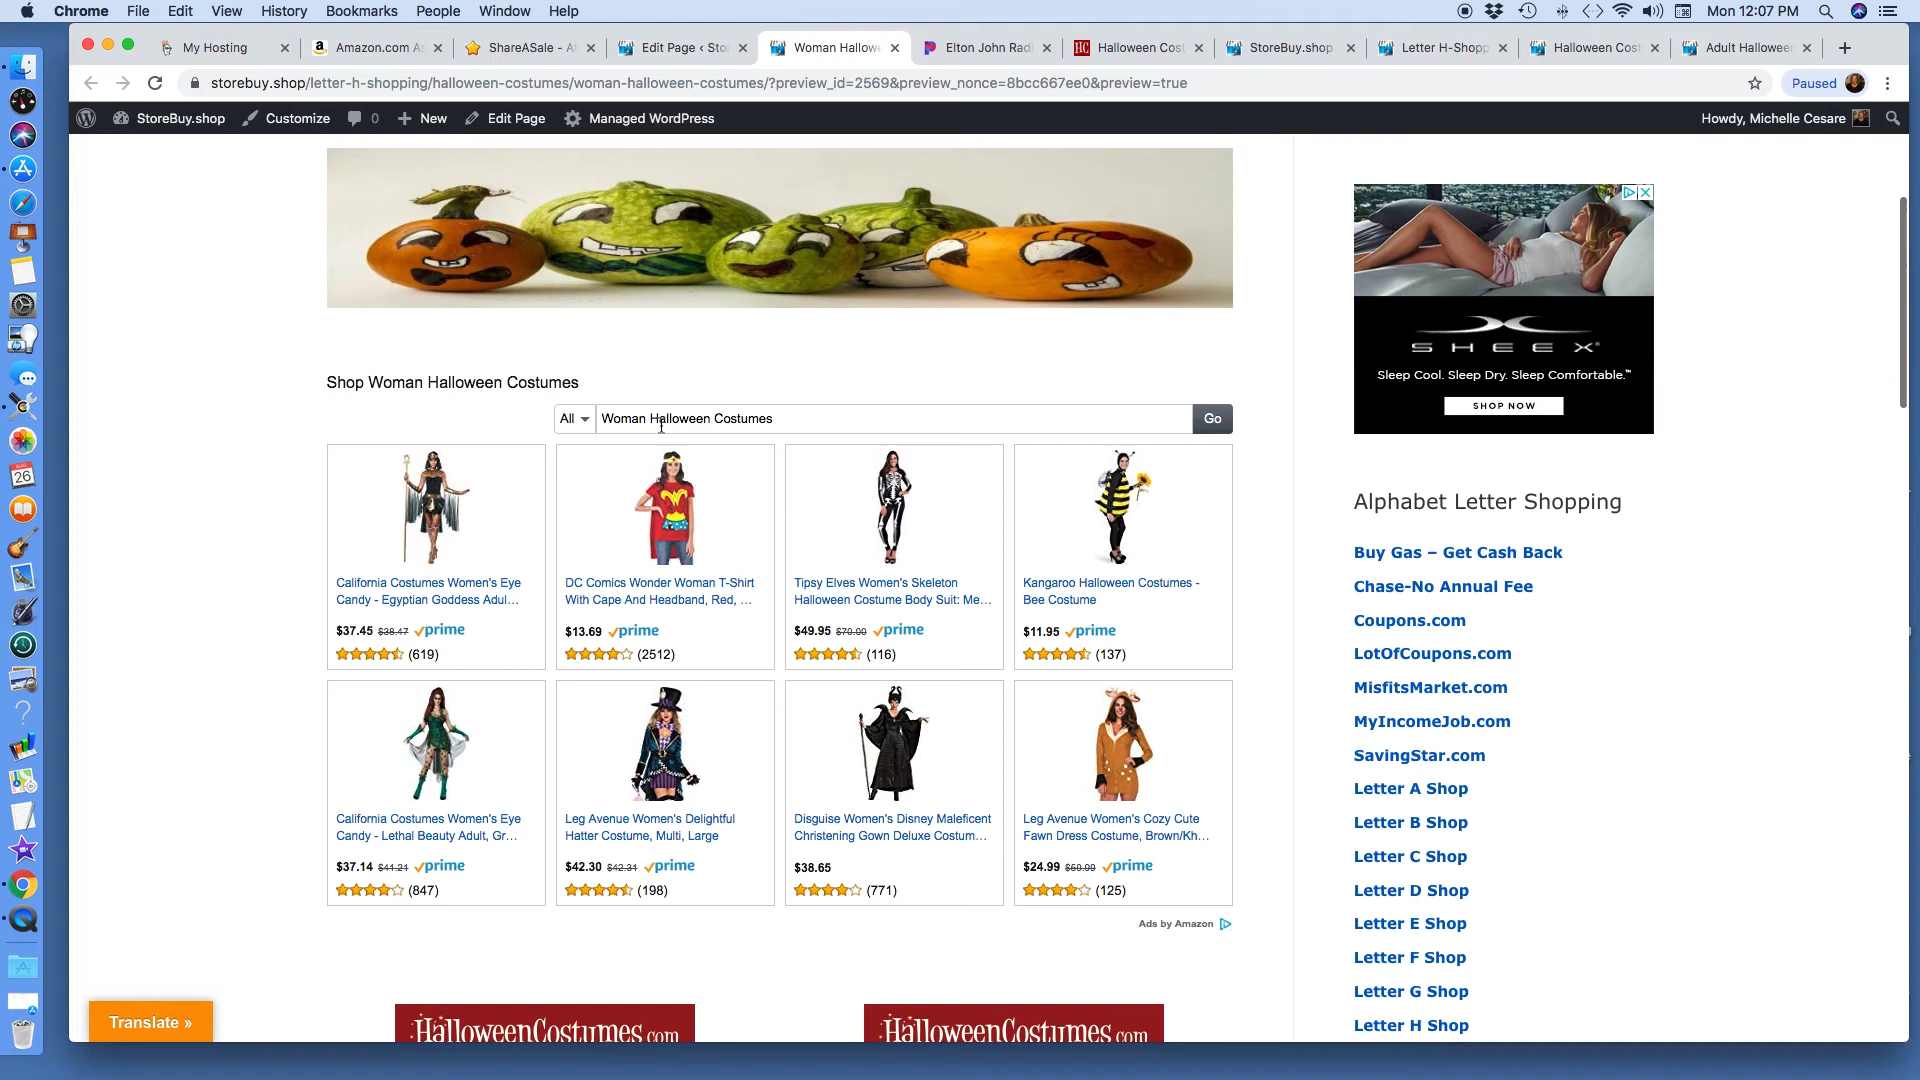 Chrome File Edit View History Bookmarks People Window Help Mon 12:07 PM
My Hosting
Amazon.com As
ShareASale - Af
Edit Page ‹ Sto
Woman Hallowe
Elton John Radi
Halloween Cost
StoreBuy.shop
Letter H-Shopp
Halloween Cost
Adult Hallowee
storebuy.shop/letter-h-shopping/halloween-costumes/woman-halloween-costumes/?preview_id=2569&preview_nonce=8bcc667ee0&preview=true
Paused
StoreBuy.shop Customize 0 New Edit Page Managed WordPress Howdy, Michelle Cesare
Shop Woman Halloween Costumes
All Woman Halloween Costumes Go
California Costumes Women's Eye
Candy - Egyptian Goddess Adul...
$37.45 $38.47 prime
(619)
DC Comics Wonder Woman T-Shirt
With Cape And Headband, Red, ...
$13.69 prime
(2512)
Tipsy Elves Women's Skeleton
Halloween Costume Body Suit: Me...
$49.95 $70.00 prime
(116)
Kangaroo Halloween Costumes -
Bee Costume
$11.95 prime
(137)
California Costumes Women's Eye
Candy - Lethal Beauty Adult, Gr...
$37.14 $41.21 prime
(847)
Leg Avenue Women's Delightful
Hatter Costume, Multi, Large
$42.30 $42.31 prime
(198)
Disguise Women's Disney Maleficent
Christening Gown Deluxe Costum...
$38.65
(771)
Leg Avenue Women's Cozy Cute
Fawn Dress Costume, Brown/Kh...
$24.99 $59.99 prime
(125)
Ads by Amazon
HalloweenCostumes.com
HalloweenCostumes.com
Translate »
SHEEX
Sleep Cool. Sleep Dry. Sleep Comfortable.™
SHOP NOW
Alphabet Letter Shopping
Buy Gas – Get Cash Back
Chase-No Annual Fee
Coupons.com
LotOfCoupons.com
MisfitsMarket.com
MyIncomeJob.com
SavingStar.com
Letter A Shop
Letter B Shop
Letter C Shop
Letter D Shop
Letter E Shop
Letter F Shop
Letter G Shop
Letter H Shop
AUG
26